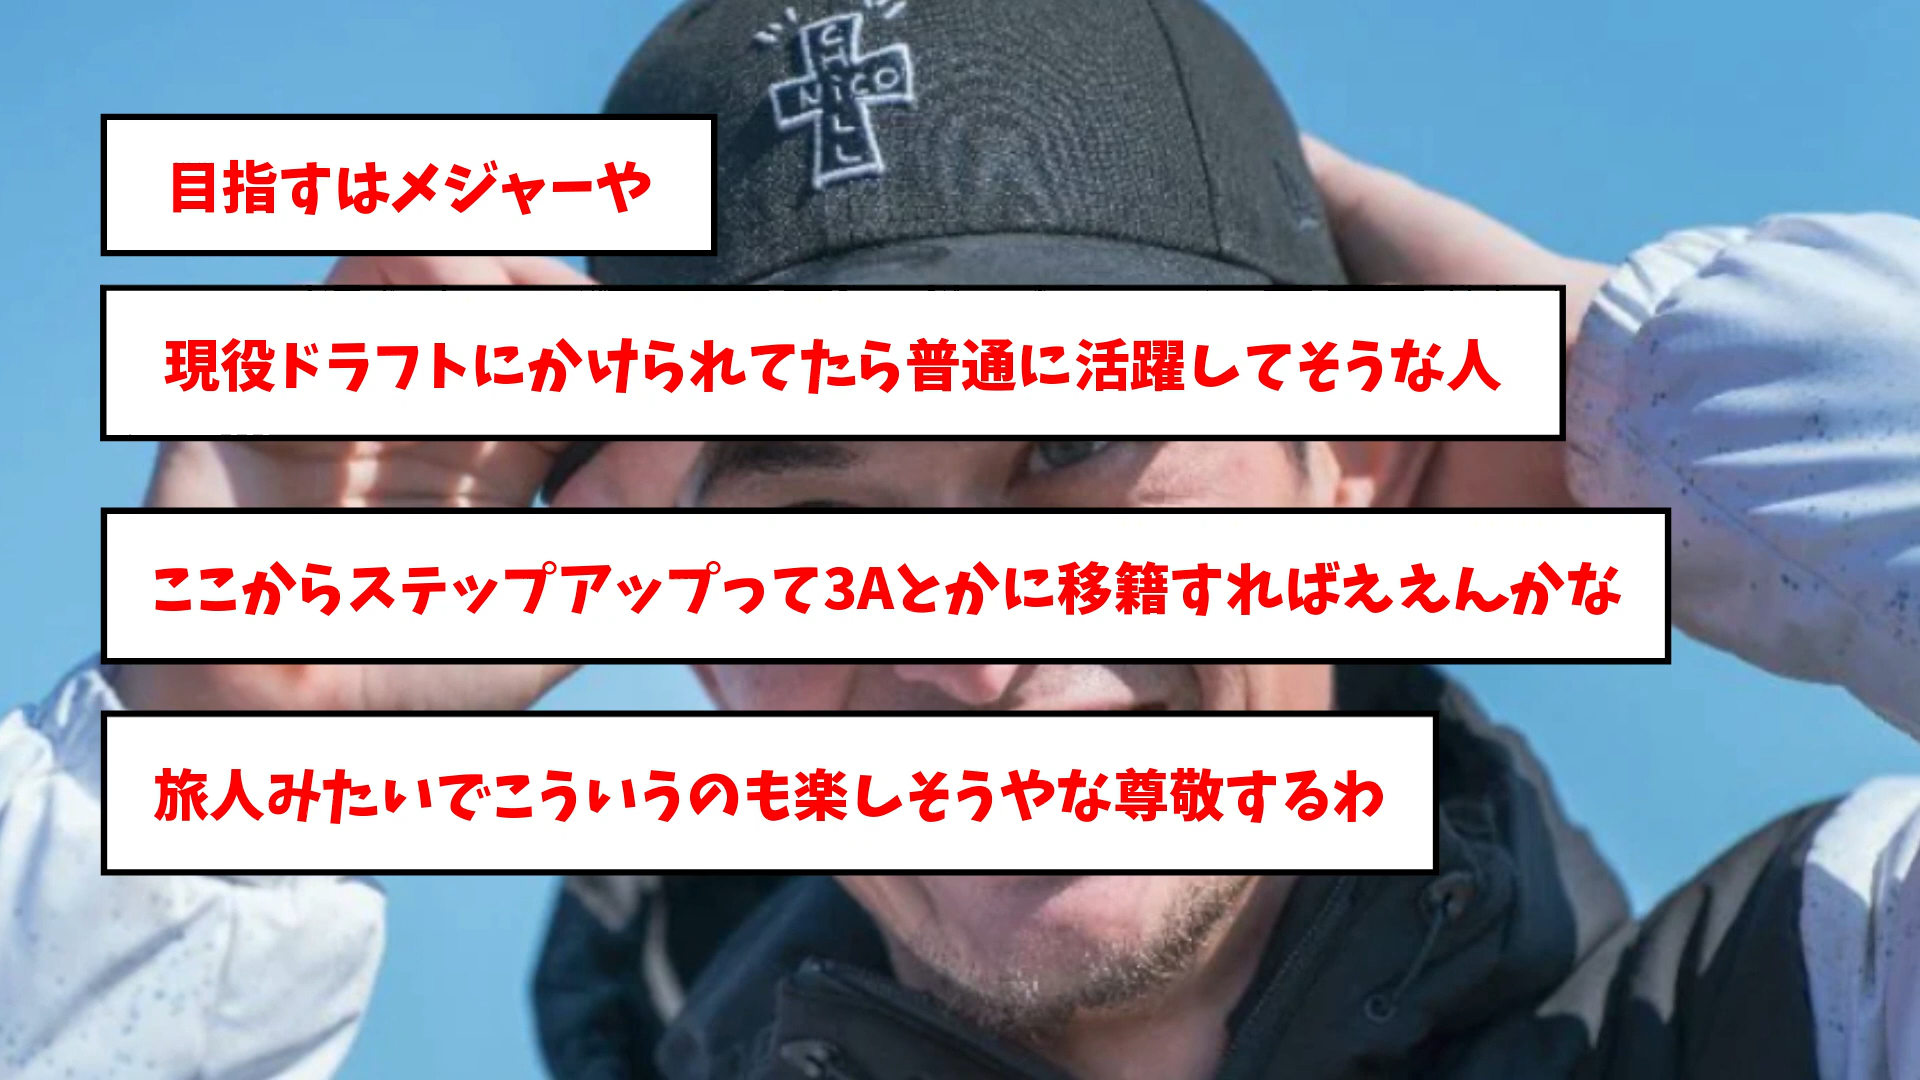 CHILL
NICO
目指すはメジャーや
現役ドラフトにかけられてたら普通に活躍してそうな人
ここからステップアップって3Aとかに移籍すればええんかな
旅人みたいでこういうのも楽しそうやな尊敬するわ